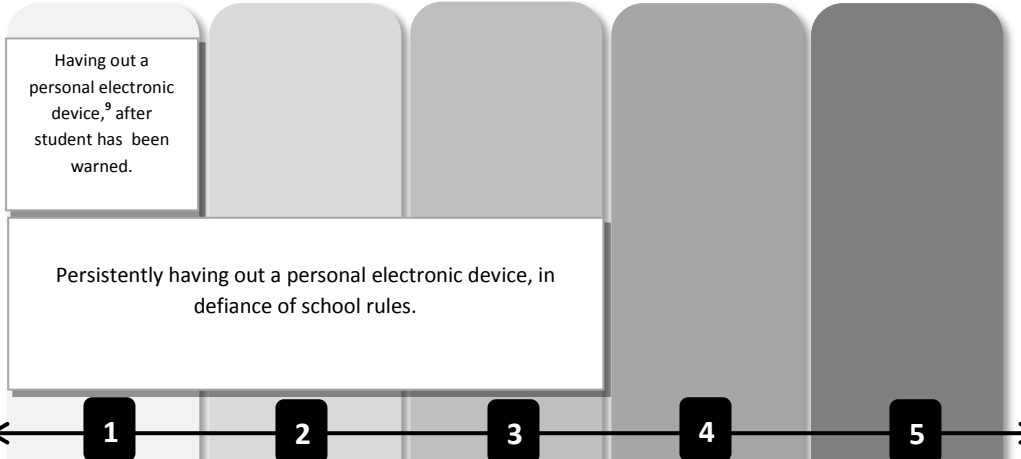 Having out a
personal electronic
device,⁹ after
student has been
warned.
Persistently having out a personal electronic device, in
defiance of school rules.
1 2 3 4 5